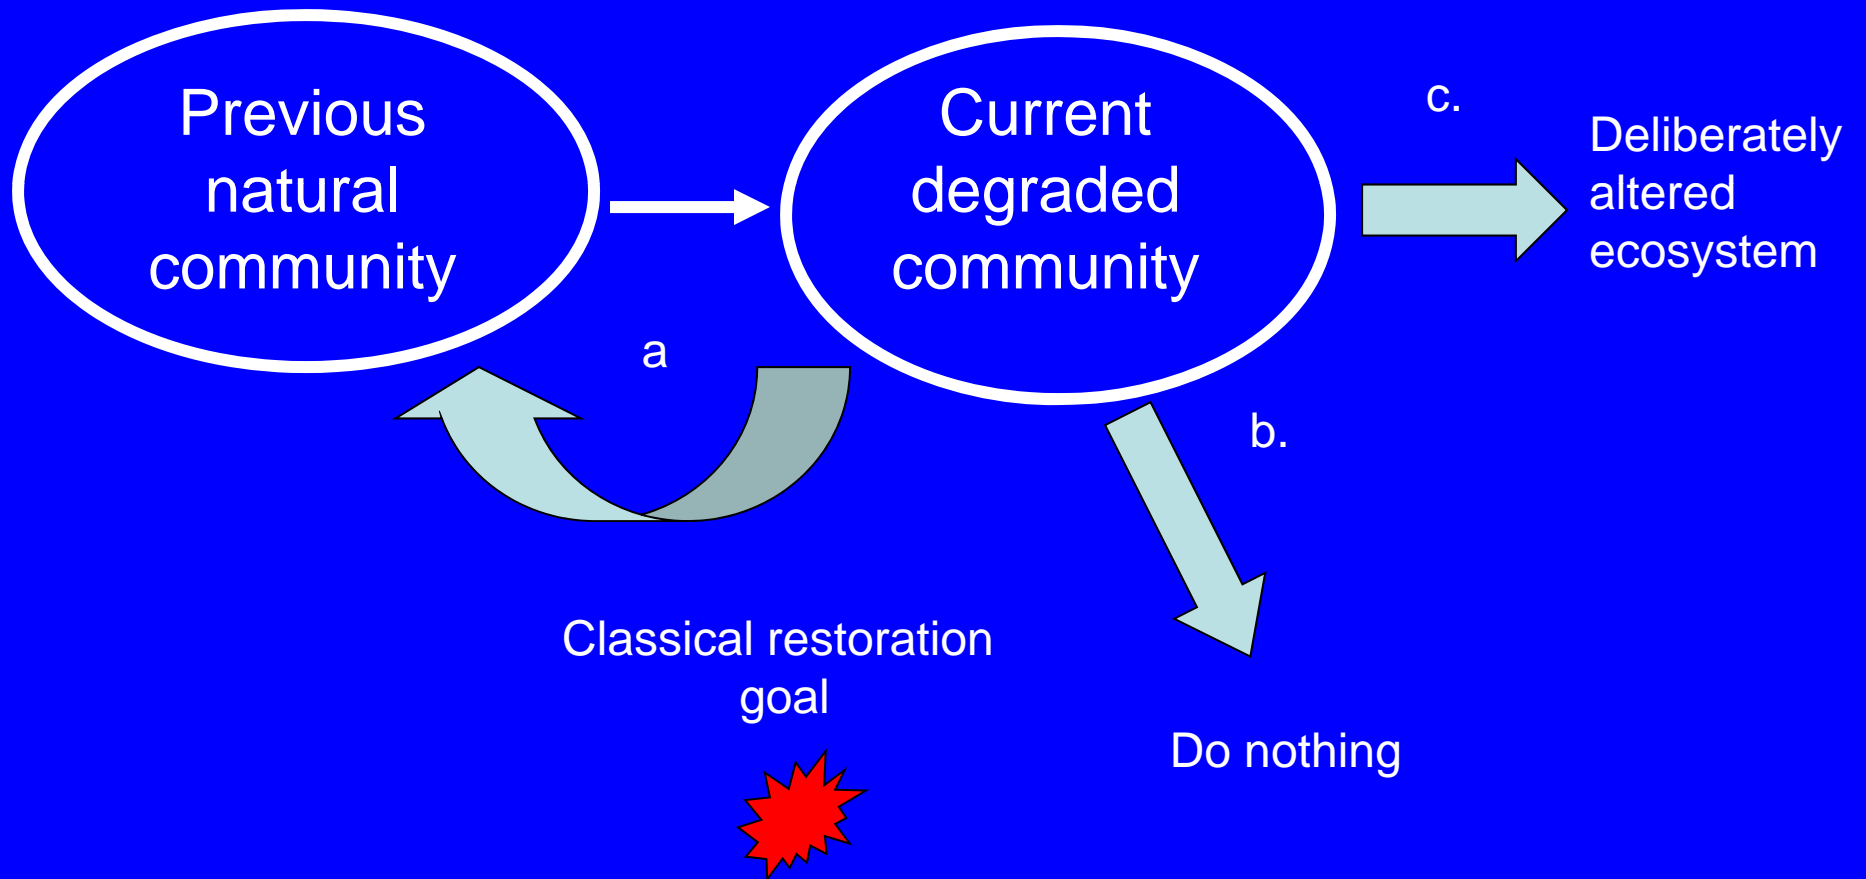 Previous
natural
community
Current
degraded
community
c.
Deliberately
altered
ecosystem
a
b.
Classical restoration
goal
Do nothing